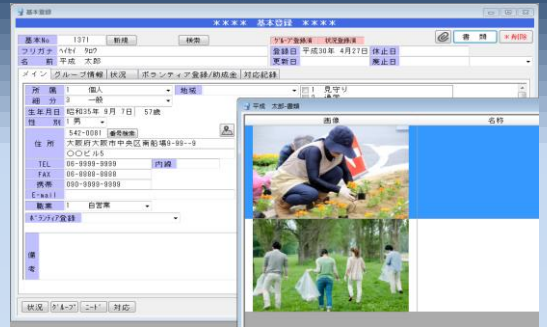 基本登録
**** 基本登録 ****
基本No 1371 新規 検索 グループ登録済 状況登録済 書類 ×削除
フリガナ ﾍｲｾｲ ﾀﾛｳ 登録日 平成30年 4月27日 休止日
名 前 平成 太郎 更新日 廃止日
メイン グループ情報 状況 ボランティア登録/助成金 対応記録
所 属 1 個人 地域 1 見守り
細 分 3 一般
生年月日 昭和35年 9月 7日 57歳
性 別 1 男
542-0081 番号検索
住 所 大阪府大阪市中央区南船場9-99--9
〇〇ビル5
TEL 06-9999-9999 内線
FAX 06-8888-8888
携帯 090-9999-9999
E-mail
職業 1 自営業
ﾎﾞﾗﾝﾃｨｱ登録
備考
状況 ｸﾞﾙｰﾌﾟ ﾆｰﾄﾞ 対応
平成 太郎-書類
画像 名称